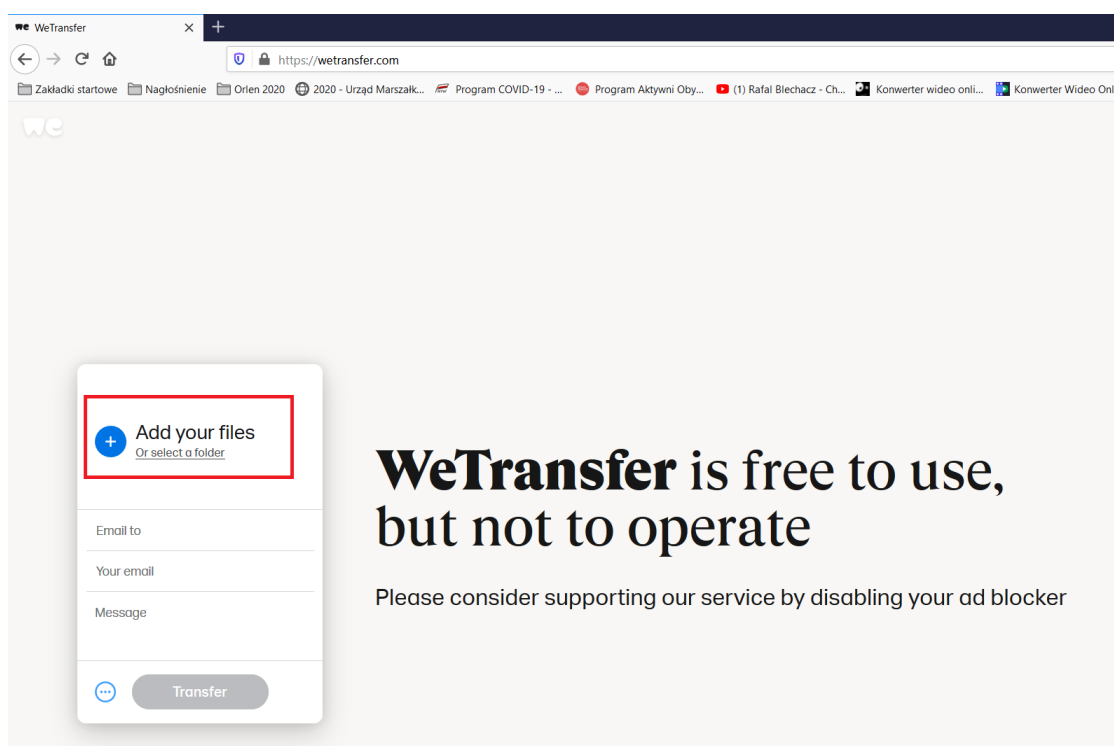 WeTransfer
https://wetransfer.com
Zakładki startowe Nagłośnienie Orlen 2020 2020 - Urząd Marszałk... Program COVID-19 - ... Program Aktywni Oby... (1) Rafal Blechacz - Ch... Konwerter wideo onli... Konwerter Wideo Onl
we
Add your files
Or select a folder
WeTransfer is free to use,
but not to operate
Email to
Your email
Please consider supporting our service by disabling your ad blocker
Message
Transfer